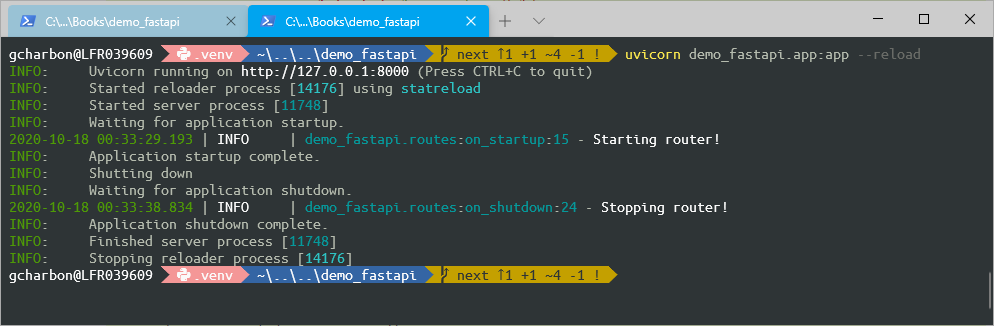 C:\...\Books\demo_fastapi
C:\...\Books\demo_fastapi
gcharbon@LFR039609 .venv ~\..\..\demo_fastapi next ↑1 +1 ~4 -1 ! uvicorn demo_fastapi.app:app --reload
INFO:     Uvicorn running on http://127.0.0.1:8000 (Press CTRL+C to quit)
INFO:     Started reloader process [14176] using statreload
INFO:     Started server process [11748]
INFO:     Waiting for application startup.
2020-10-18 00:33:29.193 | INFO     | demo_fastapi.routes:on_startup:15 - Starting router!
INFO:     Application startup complete.
INFO:     Shutting down
INFO:     Waiting for application shutdown.
2020-10-18 00:33:38.834 | INFO     | demo_fastapi.routes:on_shutdown:24 - Stopping router!
INFO:     Application shutdown complete.
INFO:     Finished server process [11748]
INFO:     Stopping reloader process [14176]
gcharbon@LFR039609 .venv ~\..\..\demo_fastapi next ↑1 +1 ~4 -1 !